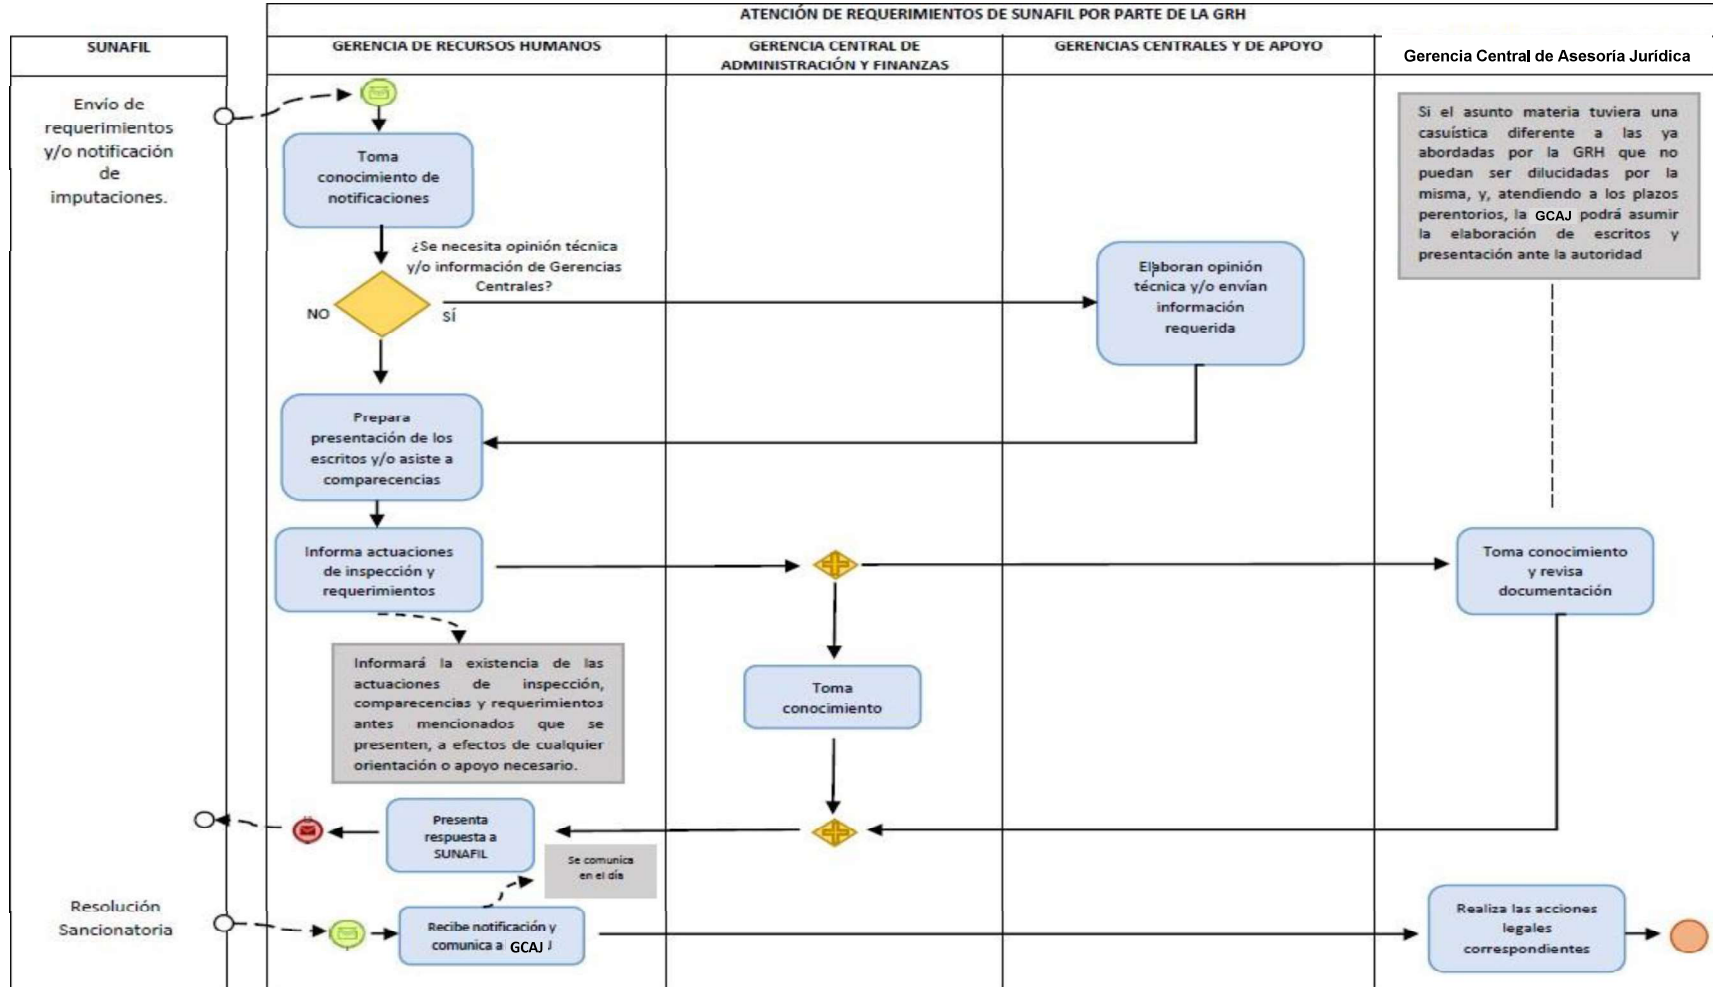 ATENCIÓN DE REQUERIMIENTOS DE SUNAFIL POR PARTE DE LA GRH
SUNAFIL
GERENCIA DE RECURSOS HUMANOS
GERENCIA CENTRAL DE
ADMINISTRACIÓN Y FINANZAS
GERENCIAS CENTRALES Y DE APOYO
Gerencia Central de Asesoría Jurídica
Envío de
requerimientos
y/o notificación
de
imputaciones.
Toma
conocimiento de
notificaciones
¿Se necesita opinión técnica
y/o información de Gerencias
Centrales?
NO
SÍ
Elaboran opinión
técnica y/o envían
información
requerida
Si el asunto materia tuviera una
casuística diferente a las ya
abordadas por la GRH que no
puedan ser dilucidadas por la
misma, y, atendiendo a los plazos
perentorios, la GCAJ podrá asumir
la elaboración de escritos y
presentación ante la autoridad
Prepara
presentación de los
escritos y/o asiste a
comparecencias
Informa actuaciones
de inspección y
requerimientos
Toma conocimiento
y revisa
documentación
Informará la existencia de las
actuaciones de inspección,
comparecencias y requerimientos
antes mencionados que se
presenten, a efectos de cualquier
orientación o apoyo necesario.
Toma
conocimiento
Presenta
respuesta a
SUNAFIL
Se comunica
en el día
Resolución
Sancionatoria
Recibe notificación y
comunica a GCAJ J
Realiza las acciones
legales
correspondientes